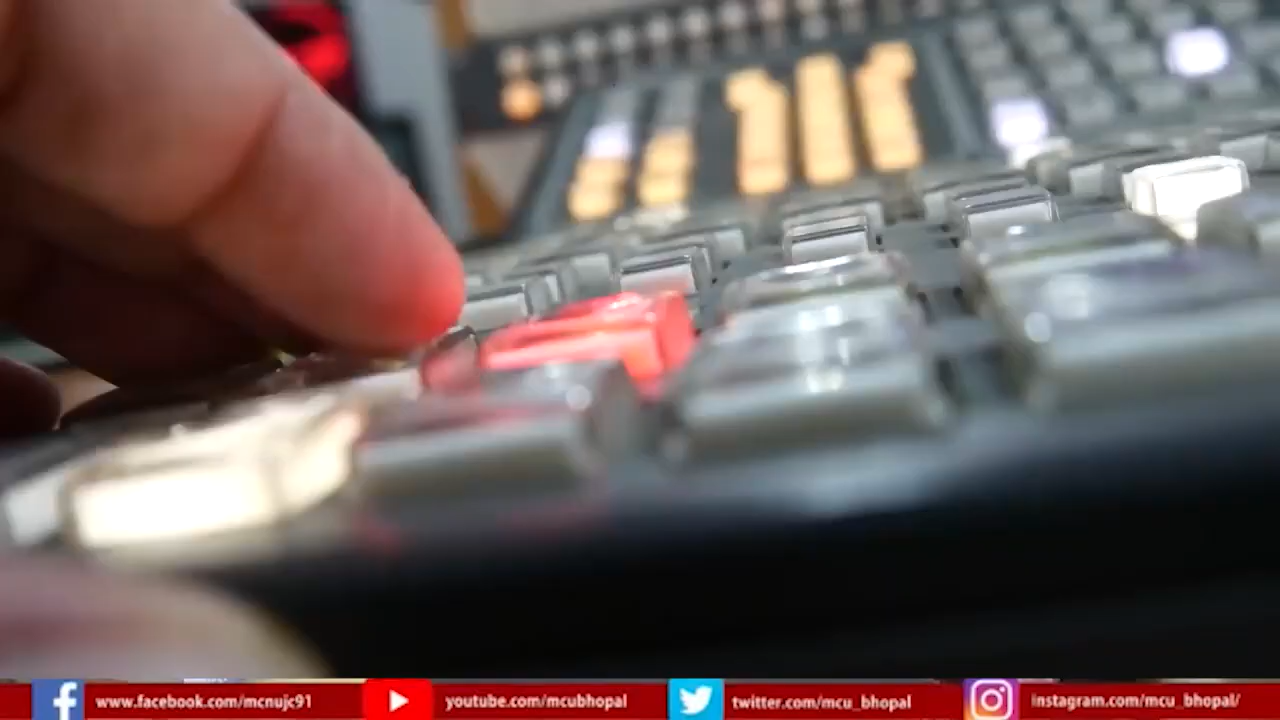 www.facebook.com/mcnujc91
youtube.com/mcubhopal
twitter.com/mcu_bhopal
instagram.com/mcu_bhopal/